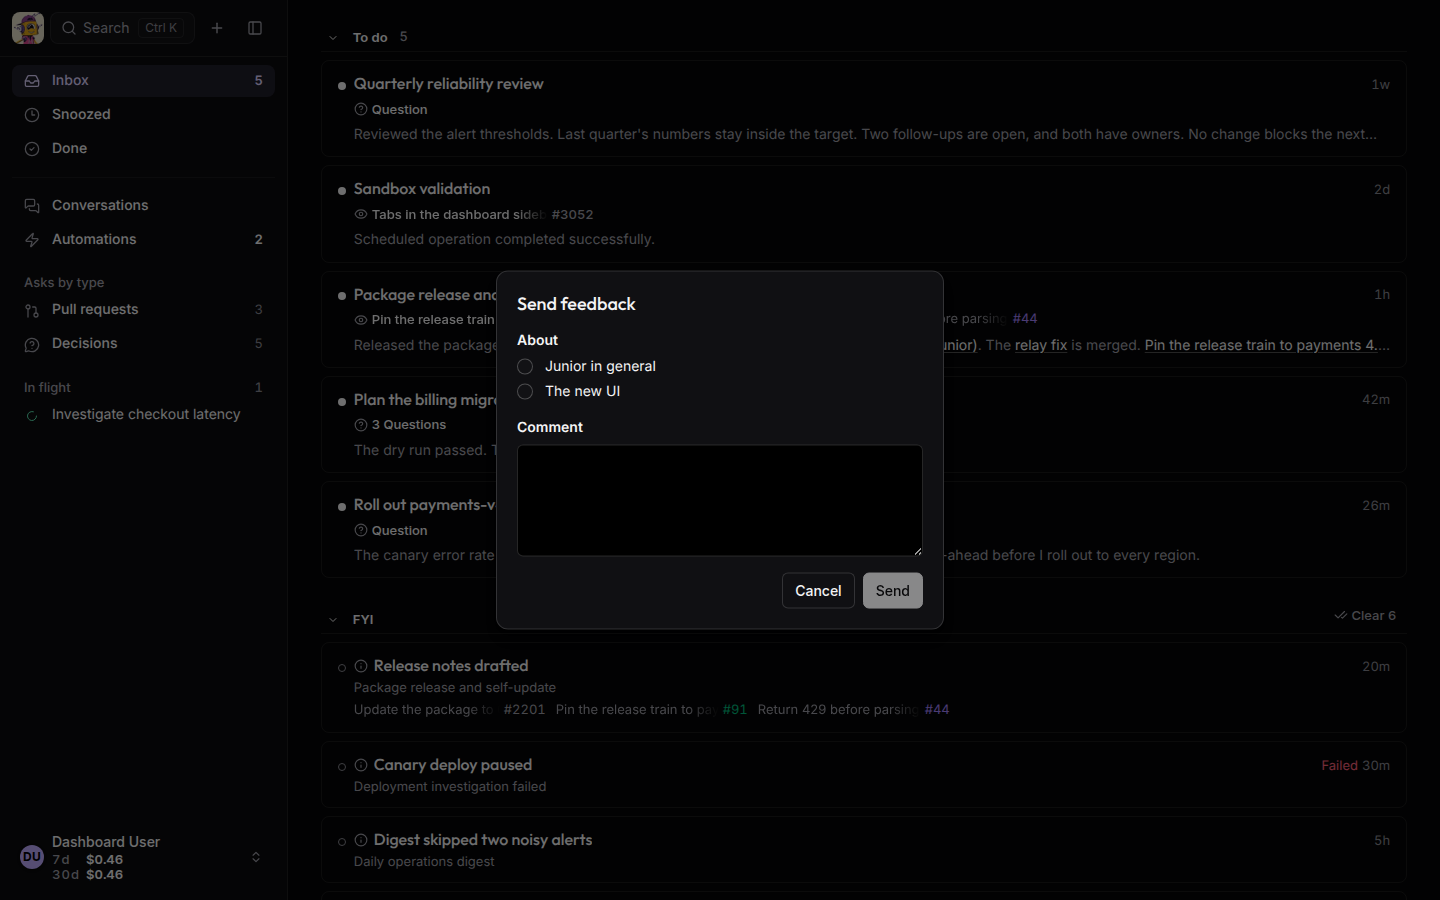 Search Ctrl K
Inbox 5
Snoozed
Done
Conversations
Automations 2
Asks by type
Pull requests 3
Decisions 5
In flight 1
Investigate checkout latency
Dashboard User
DU
7d $0.46
30d $0.46
To do 5
Quarterly reliability review 1w
Question
Reviewed the alert thresholds. Last quarter's numbers stay inside the target. Two follow-ups are open, and both have owners. No change blocks the next...
Sandbox validation 2d
Tabs in the dashboard sideb #3052
Scheduled operation completed successfully.
Package release and 1h
Pin the release train re parsing #44
Released the package unior). The relay fix is merged. Pin the release train to payments 4....
Plan the billing migr 42m
3 Questions
The dry run passed.
Roll out payments-v 26m
Question
The canary error rate -ahead before I roll out to every region.
Send feedback
About
Junior in general
The new UI
Comment
Cancel Send
FYI Clear 6
Release notes drafted 20m
Package release and self-update
Update the package to #2201 Pin the release train to pa #91 Return 429 before parsing #44
Canary deploy paused Failed 30m
Deployment investigation failed
Digest skipped two noisy alerts 5h
Daily operations digest